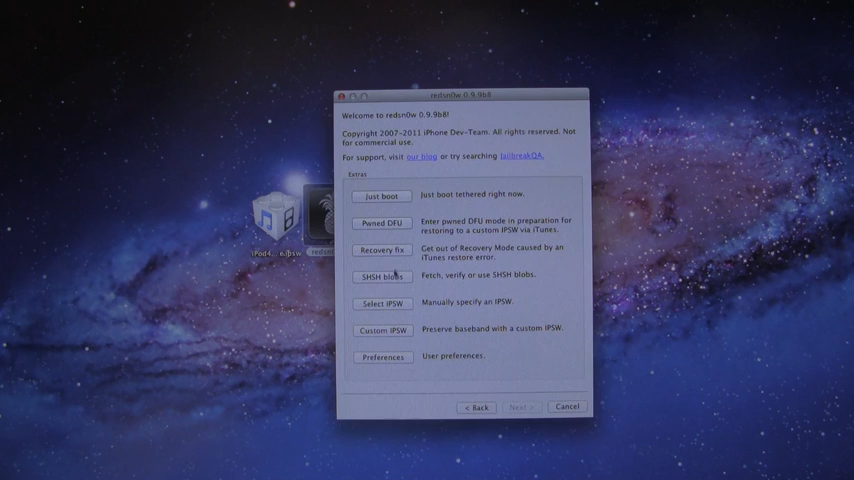 redsn0w 0.9.9b8
Welcome to redsn0w 0.9.9b8!
Copyright 2007-2011 iPhone Dev-Team. All rights reserved. Not
for commercial use.
For support, visit our blog or try searching JailbreakQA.
Extras
Just boot Just boot tethered right now.
Pwned DFU Enter pwned DFU mode in preparation for
restoring to a custom IPSW via iTunes.
Recovery fix Get out of Recovery Mode caused by an
iTunes restore error.
SHSH blobs Fetch, verify or use SHSH blobs.
Select IPSW Manually specify an IPSW.
Custom IPSW Preserve baseband with a custom IPSW.
Preferences User preferences.
iPod4... e.ipsw redsn
< Back Next > Cancel